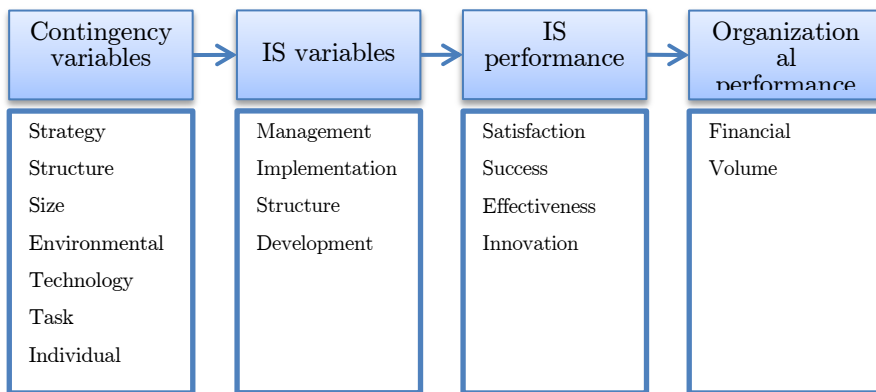 Contingency
variables
IS variables
IS
performance
Organization
al
performance
Strategy
Structure
Size
Environmental
Technology
Task
Individual
Management
Implementation
Structure
Development
Satisfaction
Success
Effectiveness
Innovation
Financial
Volume